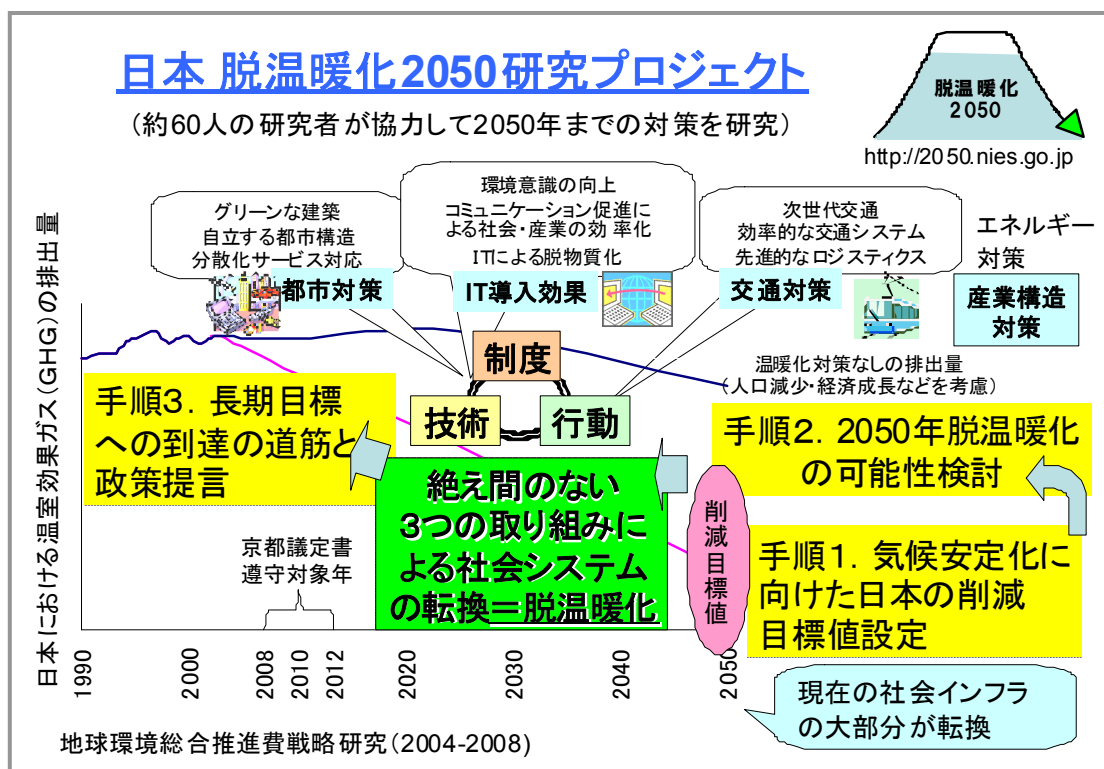 日本 脱温暖化2050研究プロジェクト
(約60人の研究者が協力して2050年までの対策を研究)
脱温暖化
2050
http://2050.nies.go.jp
日本における温室効果ガス(GHG)の排出量
グリーンな建築
自立する都市構造
分散化サービス対応
都市対策
環境意識の向上
コミュニケーション促進に
よる社会・産業の効率化
ITによる脱物質化
IT導入効果
次世代交通
効率的な交通システム
先進的なロジスティクス
交通対策
エネルギー
対策
産業構造
対策
制度
技術
行動
温暖化対策なしの排出量
(人口減少・経済成長などを考慮)
手順3. 長期目標
への到達の道筋と
政策提言
手順2. 2050年脱温暖化
の可能性検討
絶え間のない
3つの取り組みに
よる社会システム
の転換=脱温暖化
削減目標値
手順1. 気候安定化に
向けた日本の削減
目標値設定
京都議定書
遵守対象年
1990
2000
2008
2010
2012
2020
2030
2040
2050
現在の社会インフラ
の大部分が転換
地球環境総合推進費戦略研究(2004-2008)